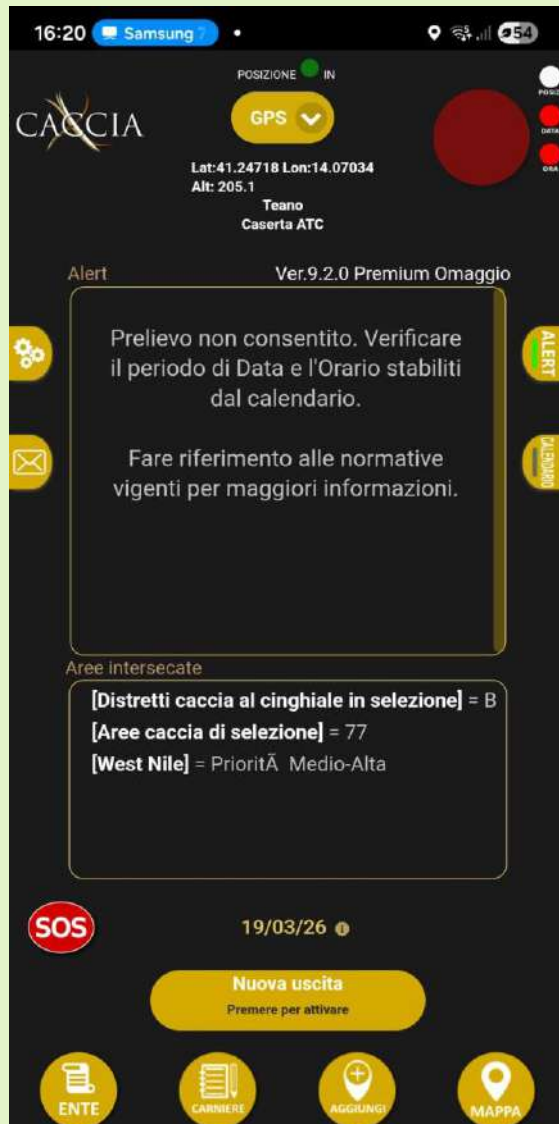 16:20 Samsung
54
POSIZIONE IN
CACCIA
GPS
POSIZ
DATA
ORA
Lat:41.24718 Lon:14.07034
Alt: 205.1
Teano
Caserta ATC
Alert Ver.9.2.0 Premium Omaggio
Prelievo non consentito. Verificare
il periodo di Data e l'Orario stabiliti
dal calendario.
Fare riferimento alle normative
vigenti per maggiori informazioni.
ALERT
CALENDARIO
Aree intersecate
[Distretti caccia al cinghiale in selezione] = B
[Aree caccia di selezione] = 77
[West Nile] = PrioritÃ Medio-Alta
SOS
19/03/26
Nuova uscita
Premere per attivare
ENTE
CARNIERE
AGGIUNGI
MAPPA